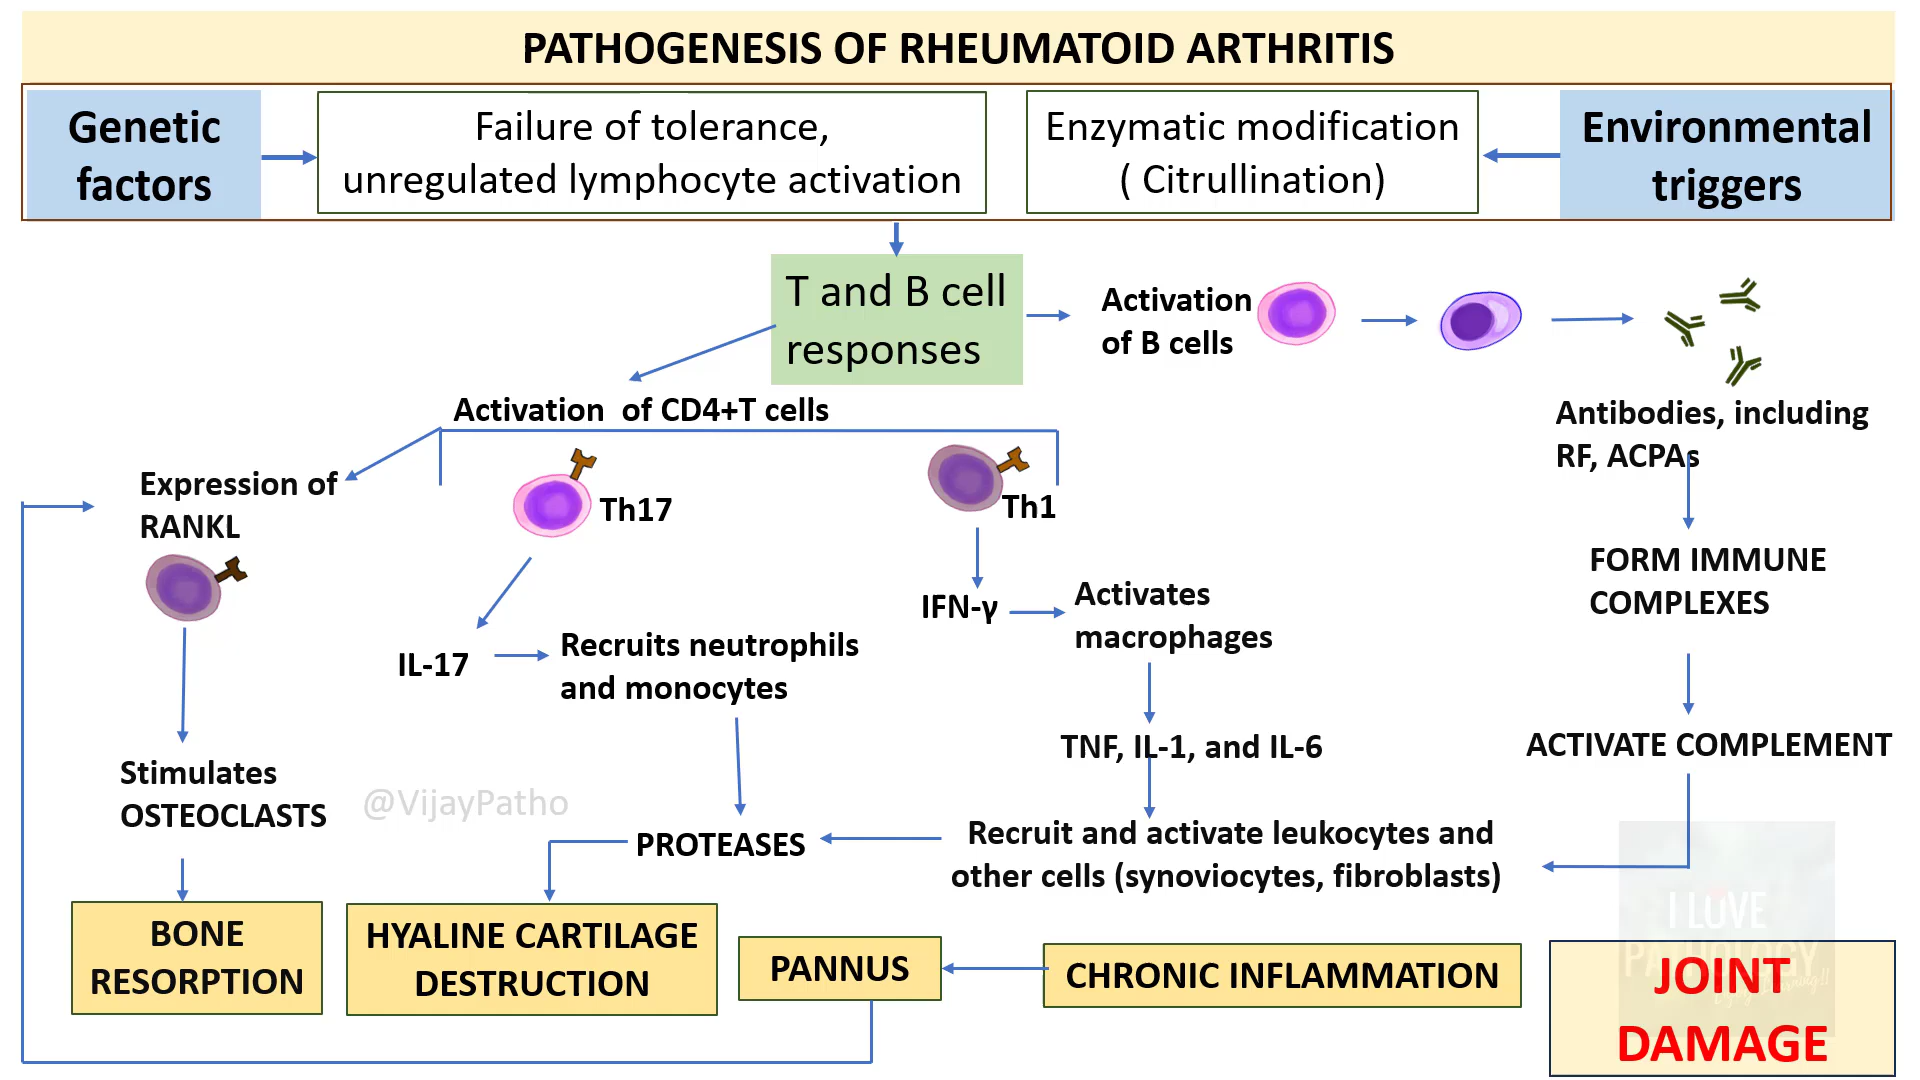 PATHOGENESIS OF RHEUMATOID ARTHRITIS
Genetic
factors
Failure of tolerance,
unregulated lymphocyte activation
Enzymatic modification
( Citrullination)
Environmental
triggers
T and B cell
responses
Activation
of B cells
Antibodies, including
RF, ACPAs
Activation of CD4+T cells
Expression of
RANKL
Th17
Th1
FORM IMMUNE
COMPLEXES
IFN-γ
Activates
macrophages
IL-17
Recruits neutrophils
and monocytes
TNF, IL-1, and IL-6
ACTIVATE COMPLEMENT
Stimulates
OSTEOCLASTS
@VijayPatho
PROTEASES
Recruit and activate leukocytes and
other cells (synoviocytes, fibroblasts)
BONE
RESORPTION
HYALINE CARTILAGE
DESTRUCTION
PANNUS
CHRONIC INFLAMMATION
I LOVE
PATHOLOGY
JOINT
DAMAGE